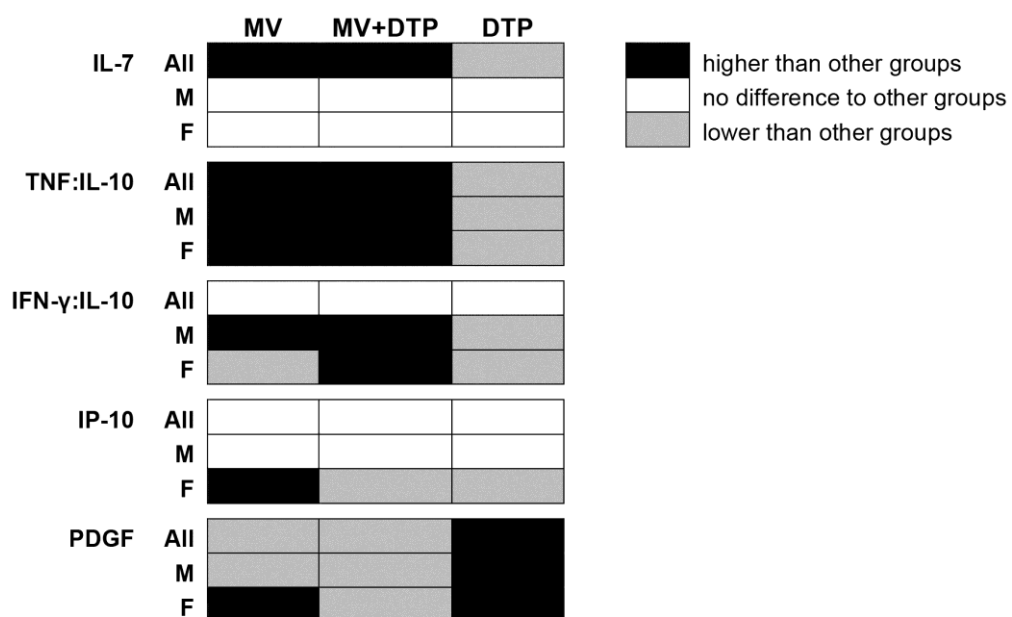 MV MV+DTP DTP
IL-7 All higher than other groups
M no difference to other groups
F lower than other groups
TNF:IL-10 All
M
F
IFN-γ:IL-10 All
M
F
IP-10 All
M
F
PDGF All
M
F